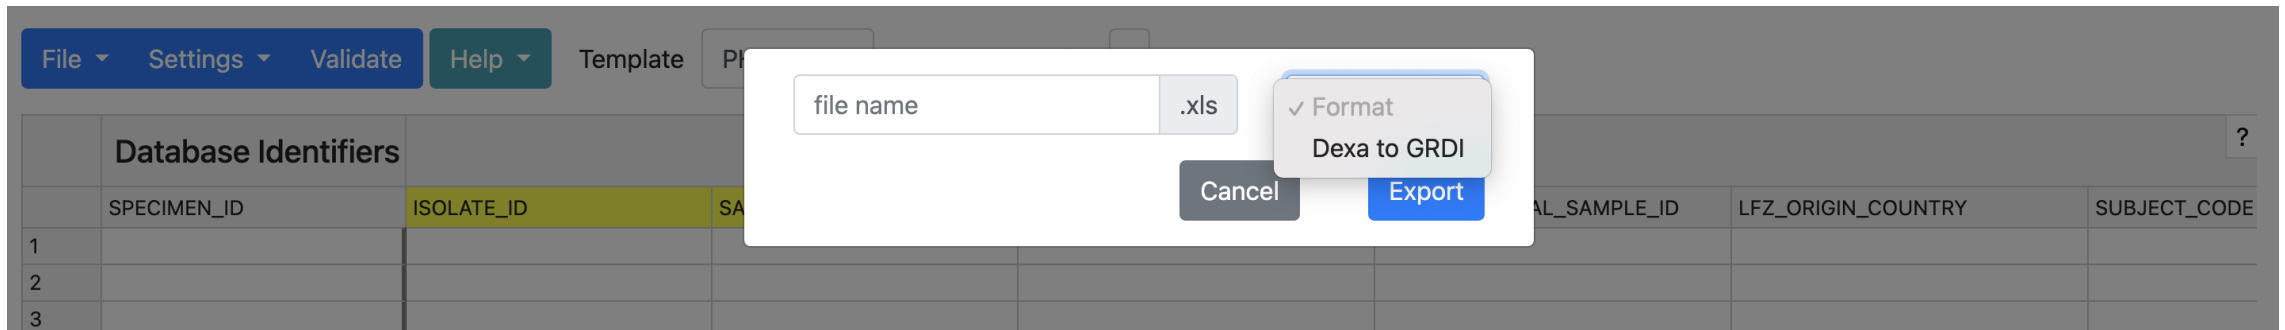 File Settings Validate Help Template
file name .xls
Format
Dexa to GRDI
Cancel Export
Database Identifiers ?
SPECIMEN_ID ISOLATE_ID LFZ_ORIGIN_COUNTRY SUBJECT_CODE
1
2
3